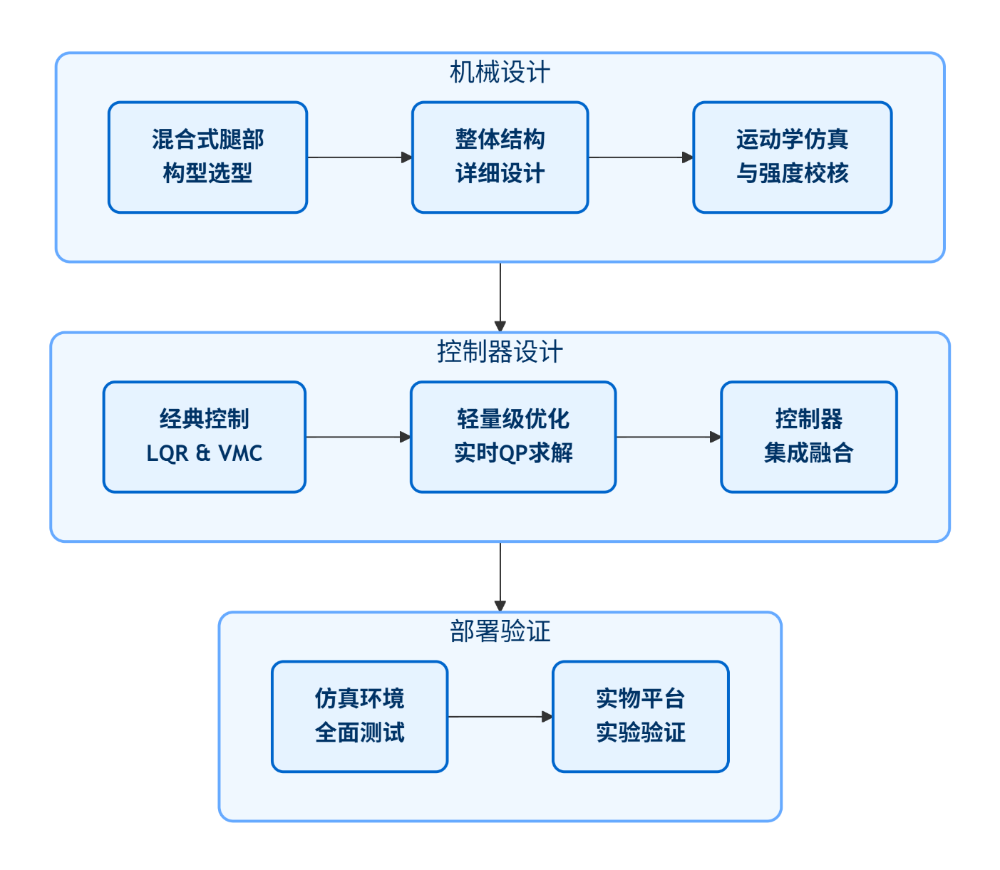 机械设计
混合式腿部
构型选型
整体结构
详细设计
运动学仿真
与强度校核
控制器设计
经典控制
LQR & VMC
轻量级优化
实时QP求解
控制器
集成融合
部署验证
仿真环境
全面测试
实物平台
实验验证